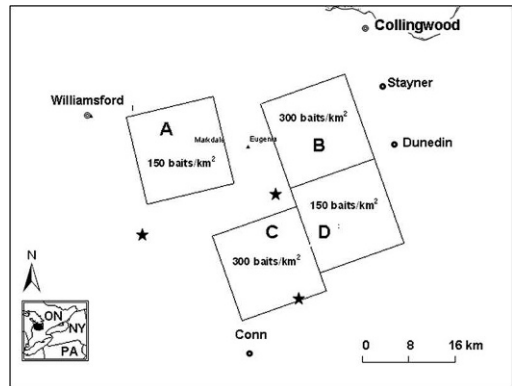 Collingwood
Stayner
Williamsford
A
Markdale
Eugenia
300 baits/km²
B
Dunedin
150 baits/km²
150 baits/km²
C
D
300 baits/km²
N
Conn
ON
NY
PA
0 8 16 km